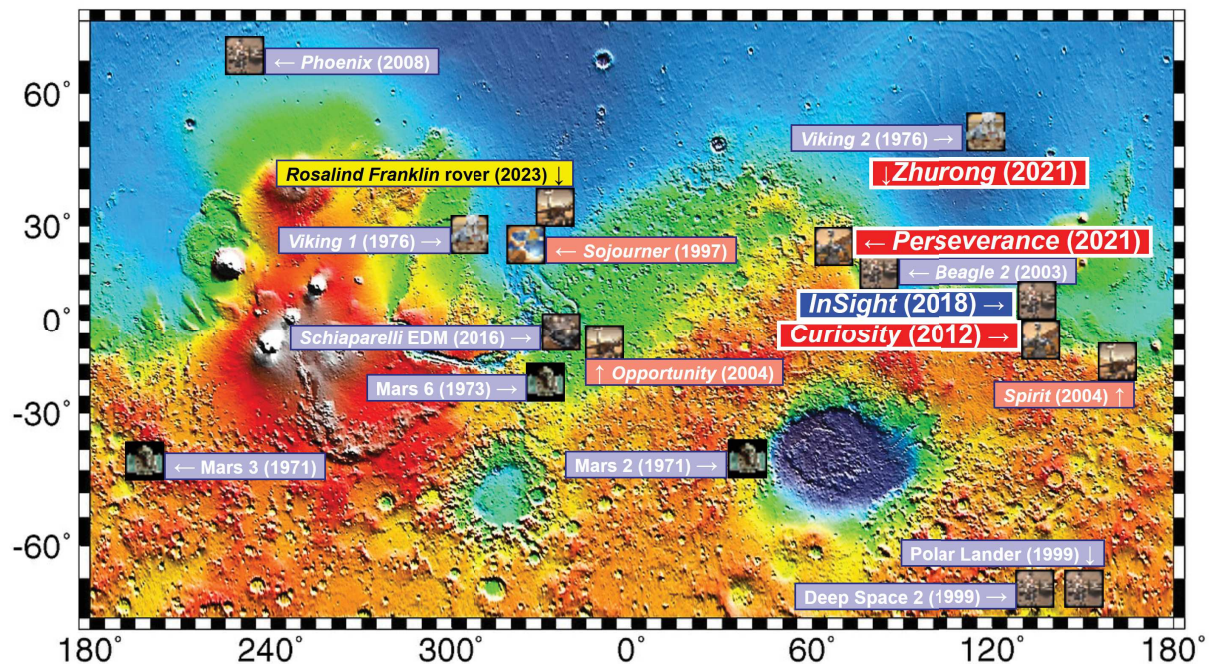 ← Phoenix (2008)
60°
Viking 2 (1976) →
Rosalind Franklin rover (2023) ↓
↓Zhurong (2021)
30°
Viking 1 (1976) →
← Sojourner (1997)
← Perseverance (2021)
← Beagle 2 (2003)
InSight (2018) →
0°
Schiaparelli EDM (2016) →
Curiosity (2012) →
↑ Opportunity (2004)
Mars 6 (1973) →
Spirit (2004) ↑
-30°
← Mars 3 (1971)
Mars 2 (1971) →
-60°
Polar Lander (1999) ↓
Deep Space 2 (1999) →
180° 240° 300° 0° 60° 120° 180°